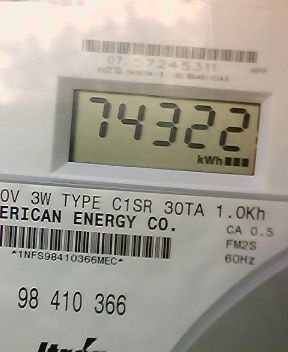 07 57245311
74322
kWh
0V 3W TYPE C1SR 30TA 1.0Kh
ERICAN ENERGY CO.
CA 0.5
FM2S
60Hz
*1NFS98410366MEC*
98 410 366
Itron